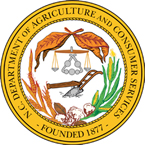 N.C. DEPARTMENT OF AGRICULTURE AND CONSUMER SERVICES
- FOUNDED 1877 -